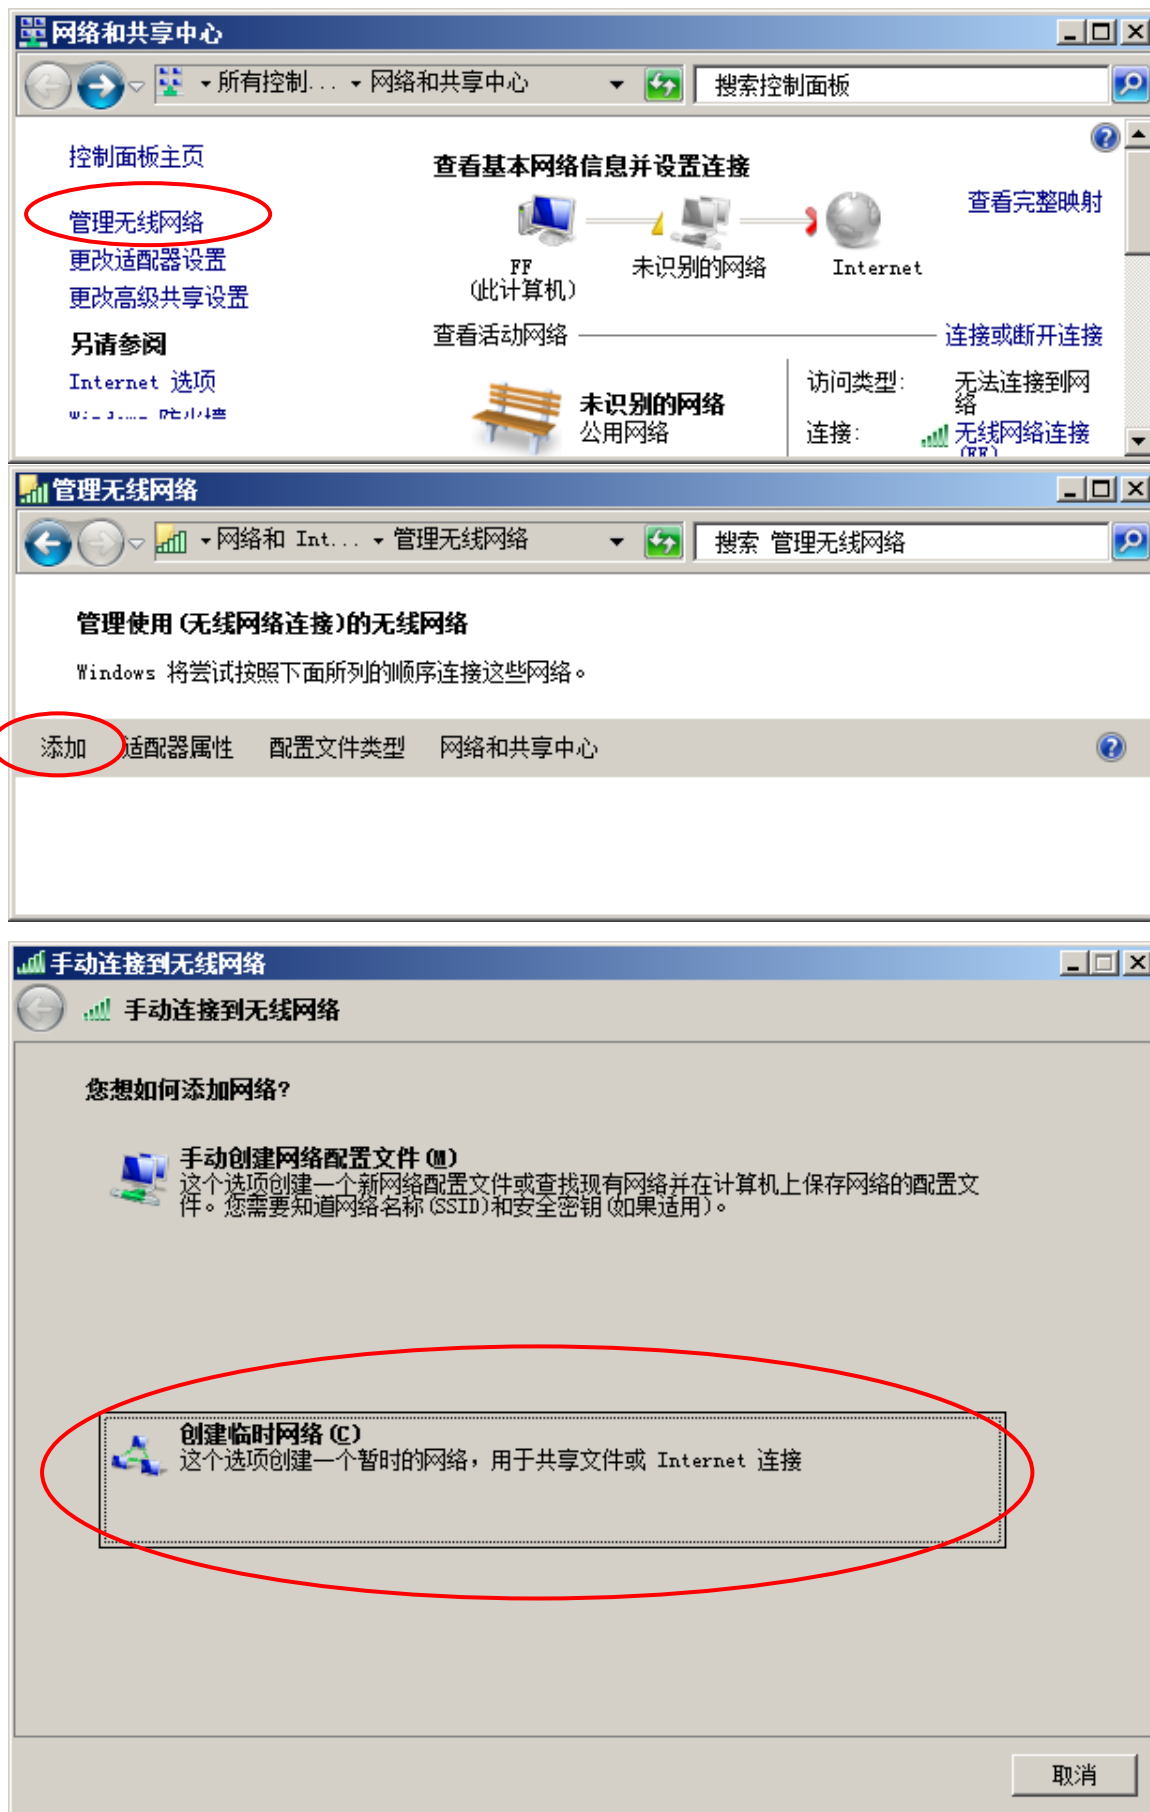 网络和共享中心
所有控制... 网络和共享中心
搜索控制面板
控制面板主页
管理无线网络
更改适配器设置
更改高级共享设置
另请参阅
Internet 选项
查看基本网络信息并设置连接
查看完整映射
FF
(此计算机)
未识别的网络
Internet
查看活动网络
连接或断开连接
未识别的网络
公用网络
访问类型:
无法连接到网
络
连接:
无线网络连接
(FF)
管理无线网络
网络和 Int... 管理无线网络
搜索 管理无线网络
管理使用(无线网络连接)的无线网络
Windows 将尝试按照下面所列的顺序连接这些网络。
添加 适配器属性 配置文件类型 网络和共享中心
手动连接到无线网络
手动连接到无线网络
您想如何添加网络?
手动创建网络配置文件(M)
这个选项创建一个新网络配置文件或查找现有网络并在计算机上保存网络的配置文
件。您需要知道网络名称(SSID)和安全密钥(如果适用)。
创建临时网络(C)
这个选项创建一个暂时的网络，用于共享文件或 Internet 连接
取消